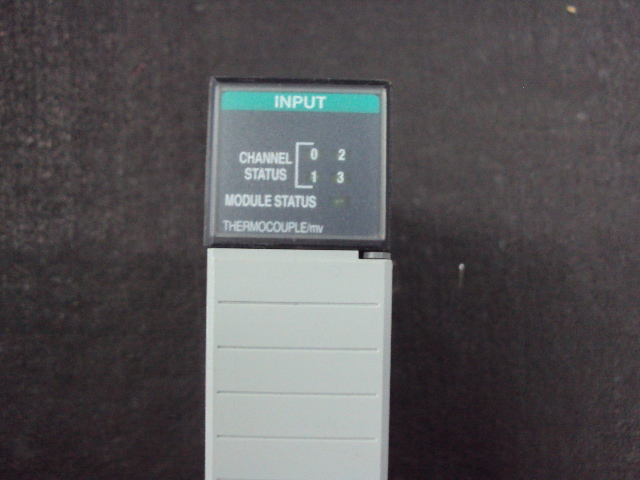 INPUT
CHANNEL STATUS 0 2
1 3
MODULE STATUS
THERMOCOUPLE/mv